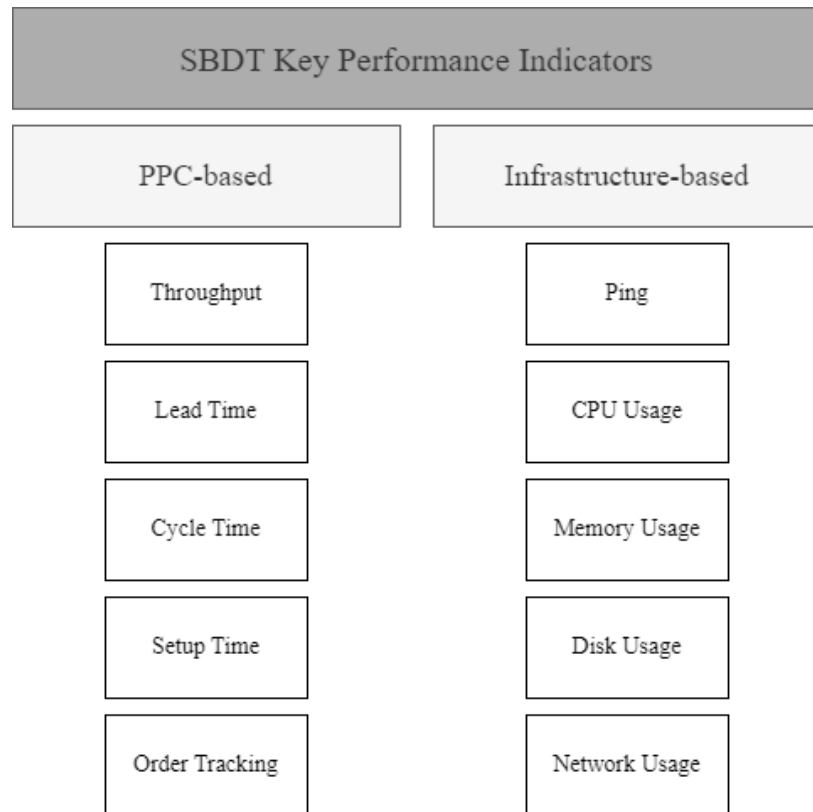 SBDT Key Performance Indicators
PPC-based
Infrastructure-based
Throughput
Ping
Lead Time
CPU Usage
Cycle Time
Memory Usage
Setup Time
Disk Usage
Order Tracking
Network Usage